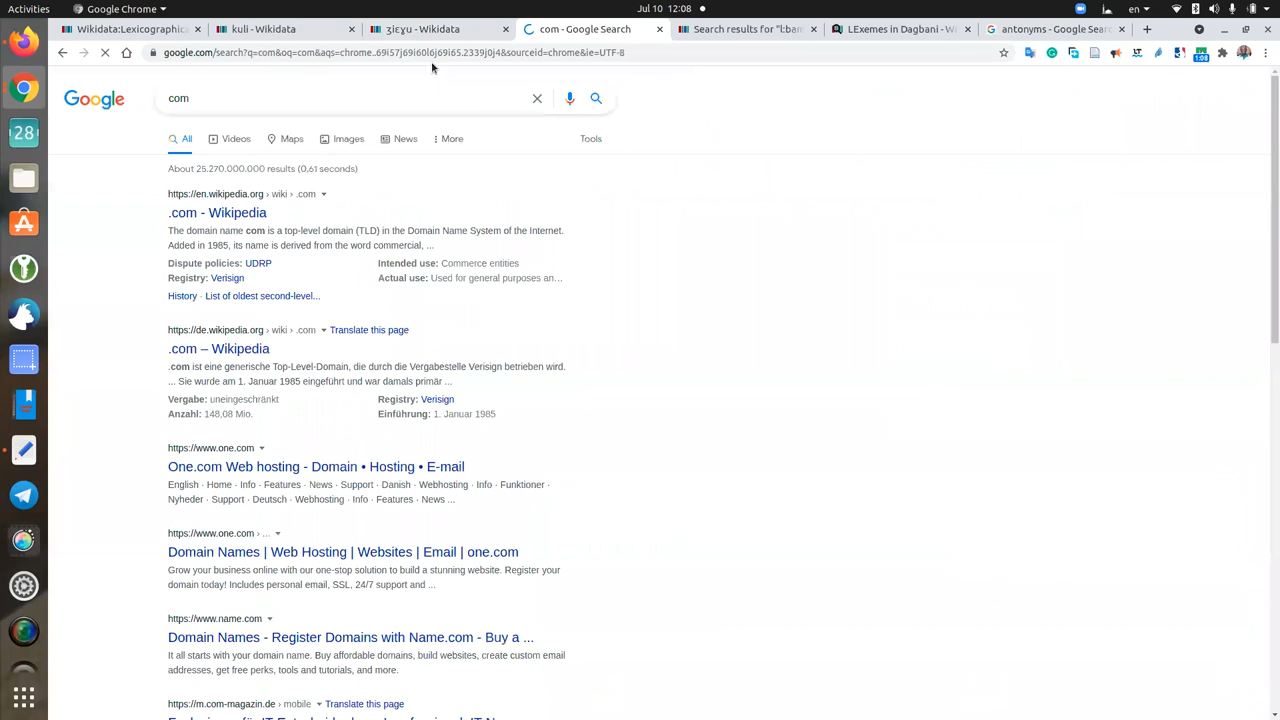 Activities
Google Chrome
Jul 10 12:08
en
Wikidata:Lexicographica
kuli - Wikidata
ʒiɛɣu - Wikidata
com - Google Search
Search results for "l:bam
LExemes in Dagbani
antonyms - Google Search
google.com/search?q=com&oq=com&aqs=chrome..69i57j69i60l6j69i65.2339j0j4&sourceid=chrome&ie=UTF-8
1:08
Google
com
All
Videos
Maps
Images
News
More
Tools
About 25.270.000.000 results (0,61 seconds)
https://en.wikipedia.org › wiki › .com
.com - Wikipedia
The domain name com is a top-level domain (TLD) in the Domain Name System of the Internet.
Added in 1985, its name is derived from the word commercial, ...
Dispute policies: UDRP
Intended use: Commerce entities
Registry: Verisign
Actual use: Used for general purposes an...
History · List of oldest second-level...
https://de.wikipedia.org › wiki › .com
Translate this page
.com – Wikipedia
.com ist eine generische Top-Level-Domain, die durch die Vergabestelle Verisign betrieben wird.
... Sie wurde am 1. Januar 1985 eingeführt und war damals primär ...
Vergabe: uneingeschränkt
Registry: Verisign
Anzahl: 148,08 Mio.
Einführung: 1. Januar 1985
https://www.one.com
One.com Web hosting - Domain • Hosting • E-mail
English · Home · Info · Features · News · Support · Danish · Webhosting · Info · Funktioner ·
Nyheder · Support · Deutsch · Webhosting · Info · Features · News ...
https://www.one.com › ...
Domain Names | Web Hosting | Websites | Email | one.com
Grow your business online with our one-stop solution to build a stunning website. Register your
domain today! Includes personal email, SSL, 24/7 support and ...
https://www.name.com
Domain Names - Register Domains with Name.com - Buy a ...
It all starts with your domain name. Buy affordable domains, build websites, create custom email
addresses, get free perks, tools and tutorials, and more.
https://m.com-magazin.de › mobile
Translate this page
28